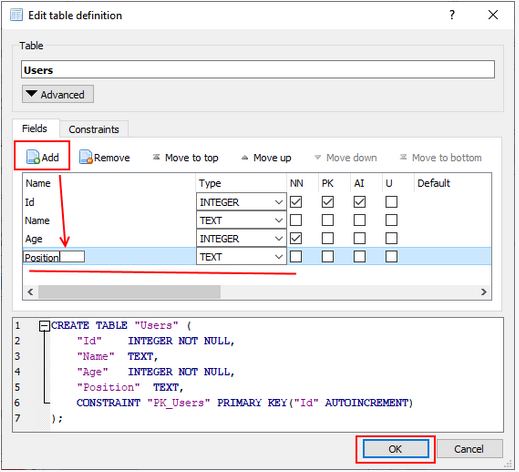 Edit table definition ? ×
Table
Users
Advanced
Fields Constraints
Add Remove Move to top Move up Move down Move to bottom
Name Type NN PK AI U Default
Id INTEGER
Name TEXT
Age INTEGER
Position TEXT
1 CREATE TABLE "Users" (
2 "Id" INTEGER NOT NULL,
3 "Name" TEXT,
4 "Age" INTEGER NOT NULL,
5 "Position" TEXT,
6 CONSTRAINT "PK_Users" PRIMARY KEY("Id" AUTOINCREMENT)
7 );
OK Cancel